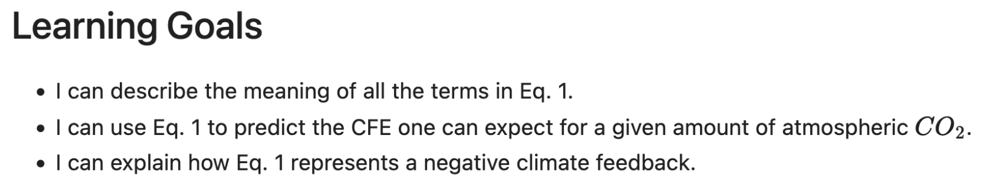 Learning Goals
• I can describe the meaning of all the terms in Eq. 1.
• I can use Eq. 1 to predict the CFE one can expect for a given amount of atmospheric CO₂.
• I can explain how Eq. 1 represents a negative climate feedback.